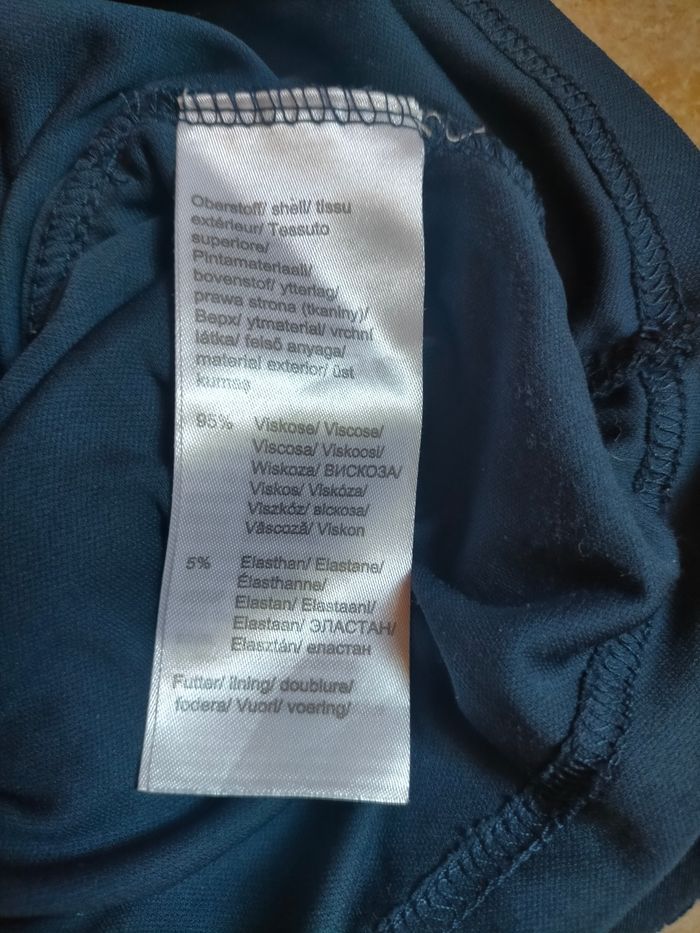 Oberstoff/ shell/ tissu
extérieur/ Tessuto
superiore/
Pintamateriaali/
bovenstof/ ytterlag/
prawa strona (tkaniny)/
Bepx/ ytmaterial/ vrchní
látka/ felső anyaga/
material exterior/ üst
kumaş
95% Viskose/ Viscose/
Viscosa/ Viskoosi/
Wiskoza/ ВИСКОЗА/
Viskos/ Viskóza/
Viszkóz/ віскоза/
Vâscoză/ Viskon
5% Elasthan/ Elastane/
Élasthanne/
Elastan/ Elastaani/
Elastaan/ ЭЛАСТАН/
Elasztán/ еластан
Futter/ lining/ doublure/
fodera/ Vuori/ voering/